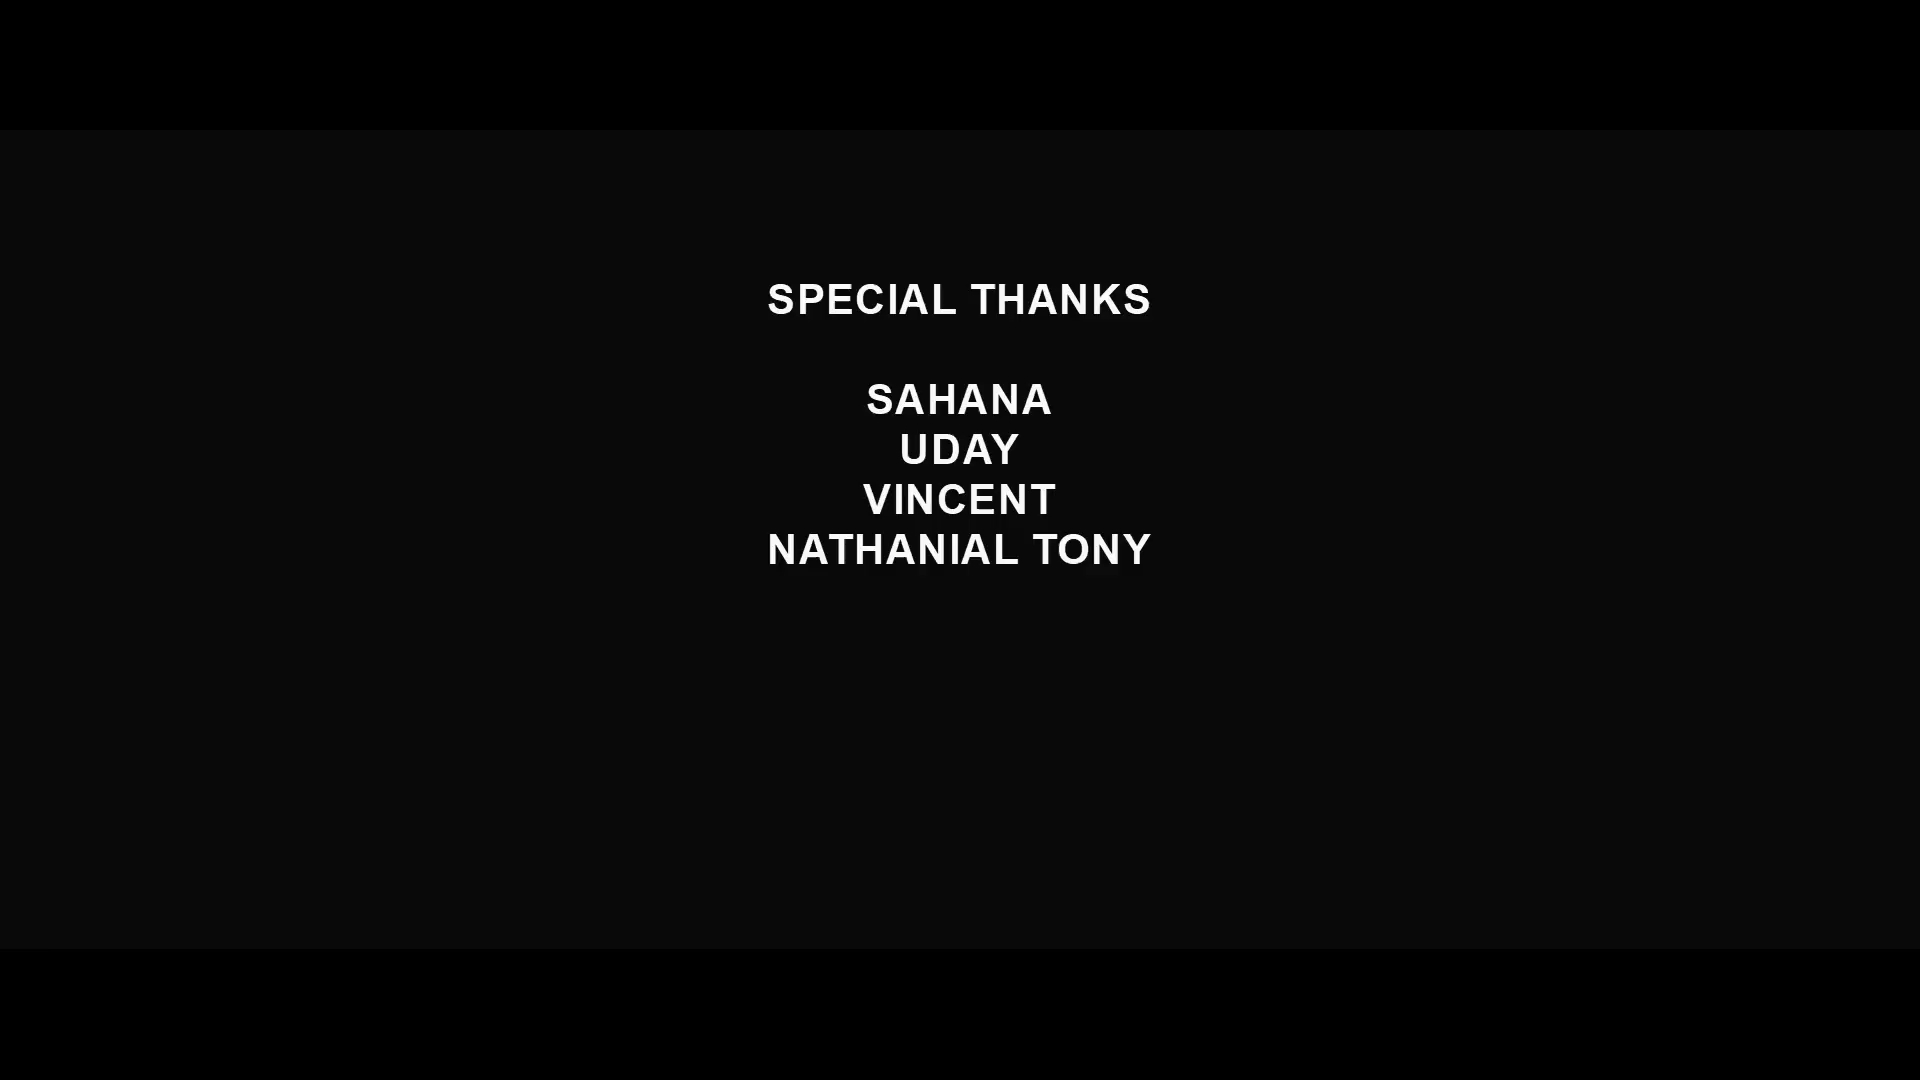 SPECIAL THANKS
SAHANA
UDAY
VINCENT
NATHANIAL TONY